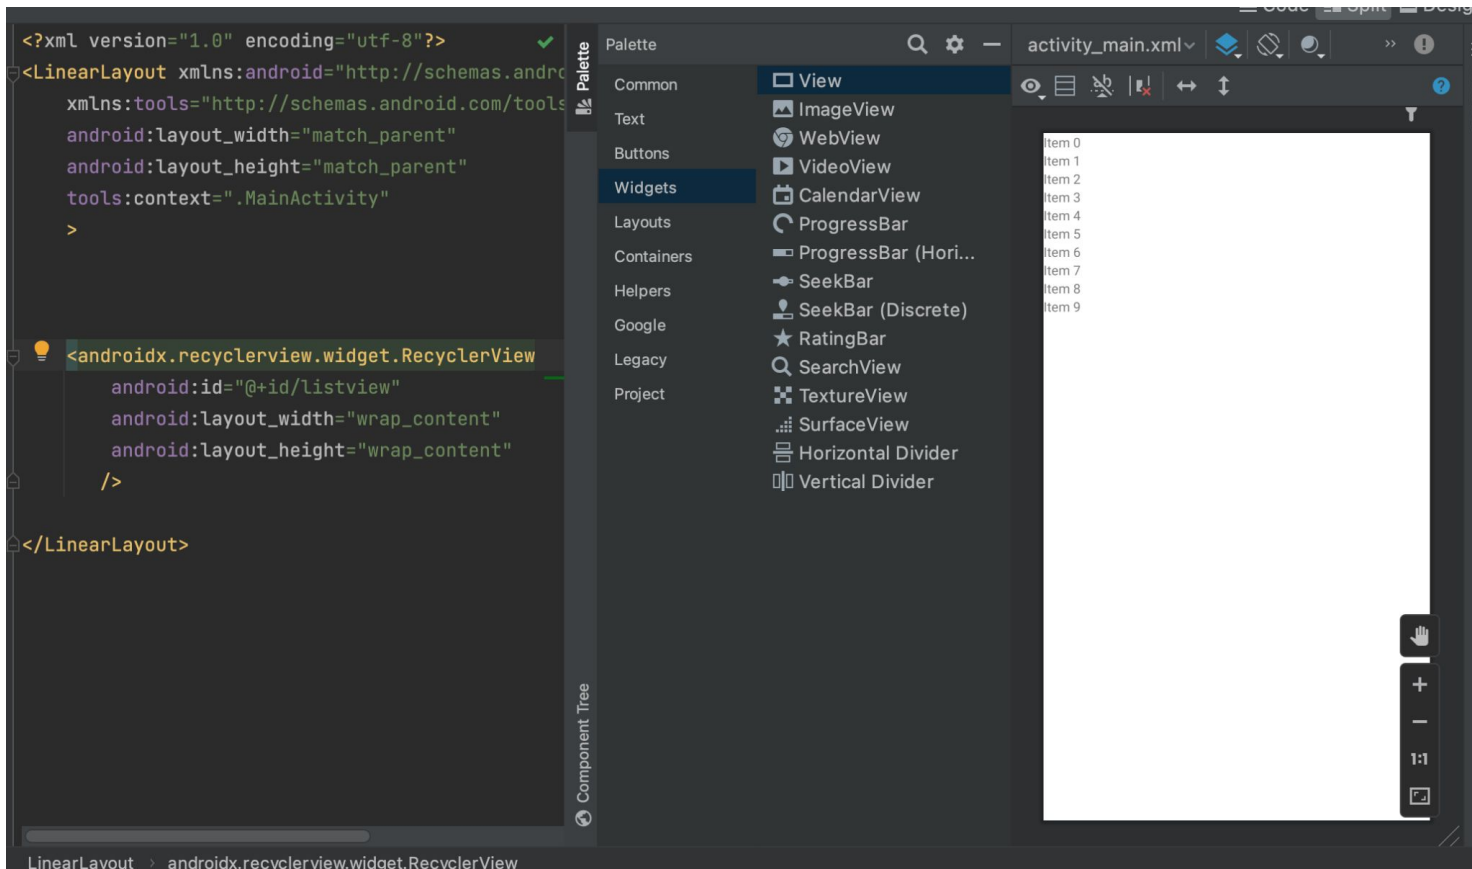 Code Split Design
<?xml version="1.0" encoding="utf-8"?>
<LinearLayout xmlns:android="http://schemas.andro
xmlns:tools="http://schemas.android.com/tools
android:layout_width="match_parent"
android:layout_height="match_parent"
tools:context=".MainActivity"
>
<androidx.recyclerview.widget.RecyclerView
android:id="@+id/listview"
android:layout_width="wrap_content"
android:layout_height="wrap_content"
/>
</LinearLayout>
LinearLayout > androidx.recyclerview.widget.RecyclerView
Palette
Component Tree
Palette
Common
Text
Buttons
Widgets
Layouts
Containers
Helpers
Google
Legacy
Project
View
ImageView
WebView
VideoView
CalendarView
ProgressBar
ProgressBar (Hori...
SeekBar
SeekBar (Discrete)
RatingBar
SearchView
TextureView
SurfaceView
Horizontal Divider
Vertical Divider
activity_main.xml
Item 0
Item 1
Item 2
Item 3
Item 4
Item 5
Item 6
Item 7
Item 8
Item 9
1:1